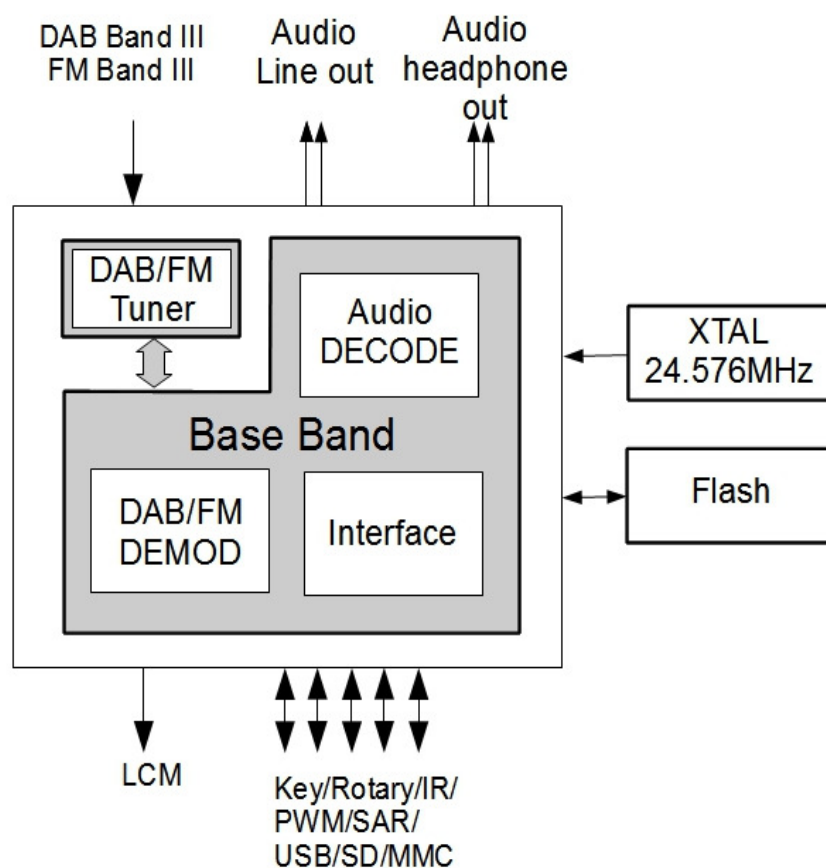 DAB Band III
FM Band III
Audio
Line out
Audio
headphone
out
DAB/FM
Tuner
Audio
DECODE
XTAL
24.576MHz
Base Band
Flash
DAB/FM
DEMOD
Interface
LCM
Key/Rotary/IR/
PWM/SAR/
USB/SD/MMC